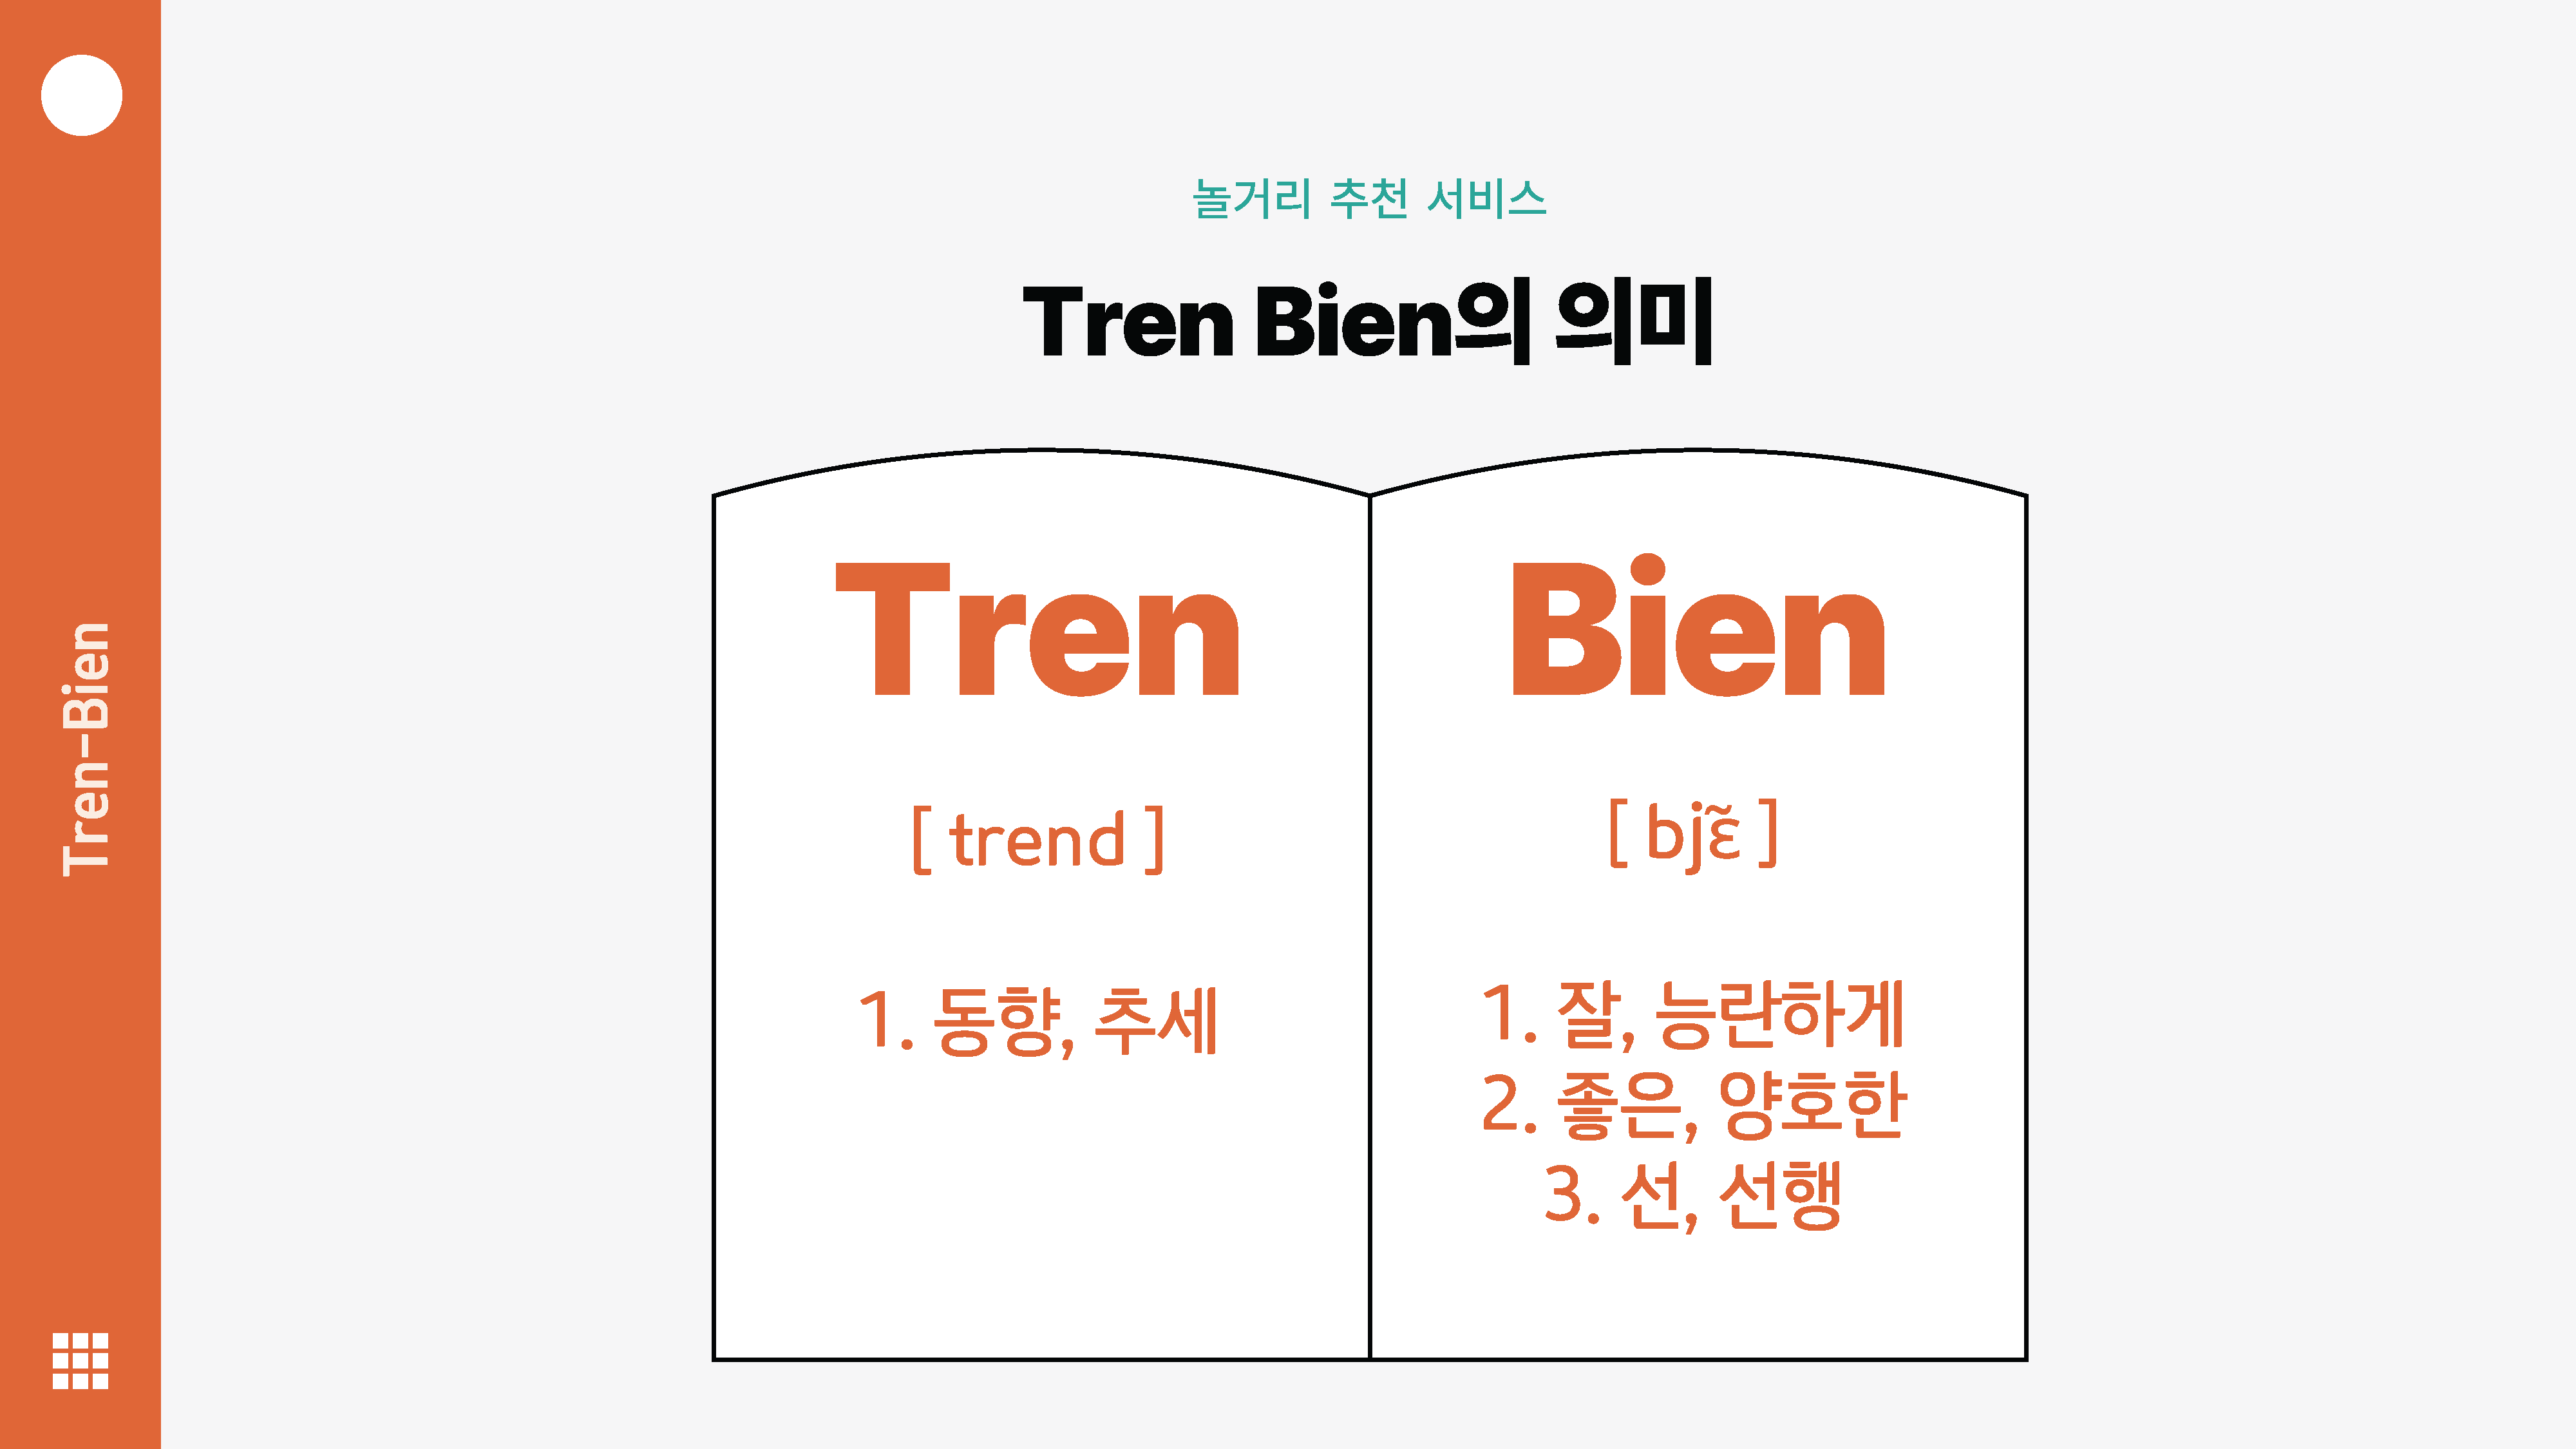 Tren-Bien
놀거리 추천 서비스
Tren Bien의 의미
Tren
[ trend ]
1. 동향, 추세
Bien
[ bjɛ̃ ]
1. 잘, 능란하게
2. 좋은, 양호한
3. 선, 선행